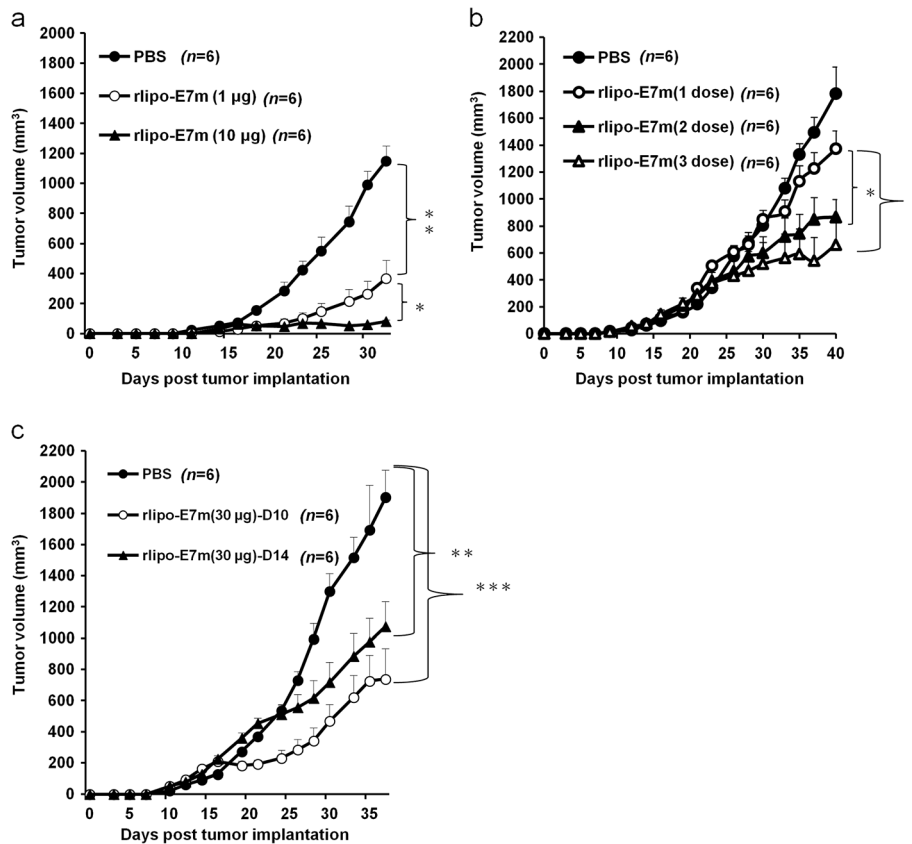 a
2000
1800
1600
1400
1200
1000
800
600
400
200
0
Tumor volume (mm³)
PBS (n=6)
rlipo-E7m (1 μg) (n=6)
rlipo-E7m (10 μg) (n=6)
**
*
0 5 10 15 20 25 30
Days post tumor implantation
b
2200
2000
1800
1600
1400
1200
1000
800
600
400
200
0
Tumor volume (mm³)
PBS (n=6)
rlipo-E7m(1 dose) (n=6)
rlipo-E7m(2 dose) (n=6)
rlipo-E7m(3 dose) (n=6)
*
0 5 10 15 20 25 30 35 40
Days post tumor implantation
c
2200
2000
1800
1600
1400
1200
1000
800
600
400
200
0
Tumor volume (mm³)
PBS (n=6)
rlipo-E7m(30 μg)-D10 (n=6)
rlipo-E7m(30 μg)-D14 (n=6)
**
***
0 5 10 15 20 25 30 35
Days post tumor implantation